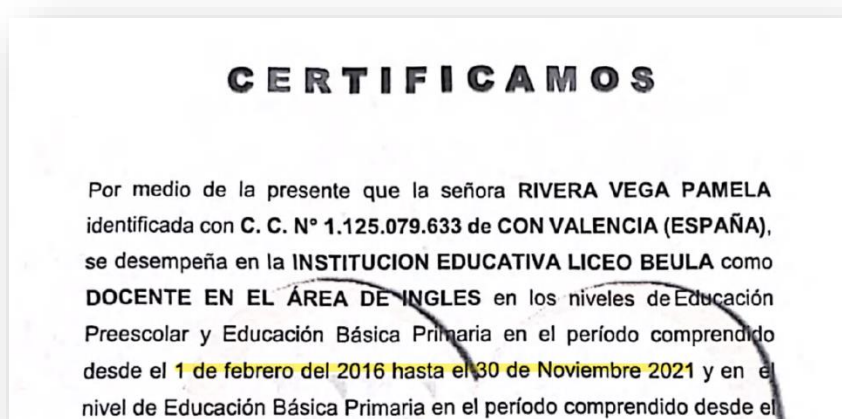 CERTIFICAMOS
Por medio de la presente que la señora RIVERA VEGA PAMELA
identificada con C. C. N° 1.125.079.633 de CON VALENCIA (ESPAÑA),
se desempeña en la INSTITUCION EDUCATIVA LICEO BEULA como
DOCENTE EN EL ÁREA DE INGLES en los niveles de Educación
Preescolar y Educación Básica Primaria en el período comprendido
desde el 1 de febrero del 2016 hasta el 30 de Noviembre 2021 y en el
nivel de Educación Básica Primaria en el período comprendido desde el